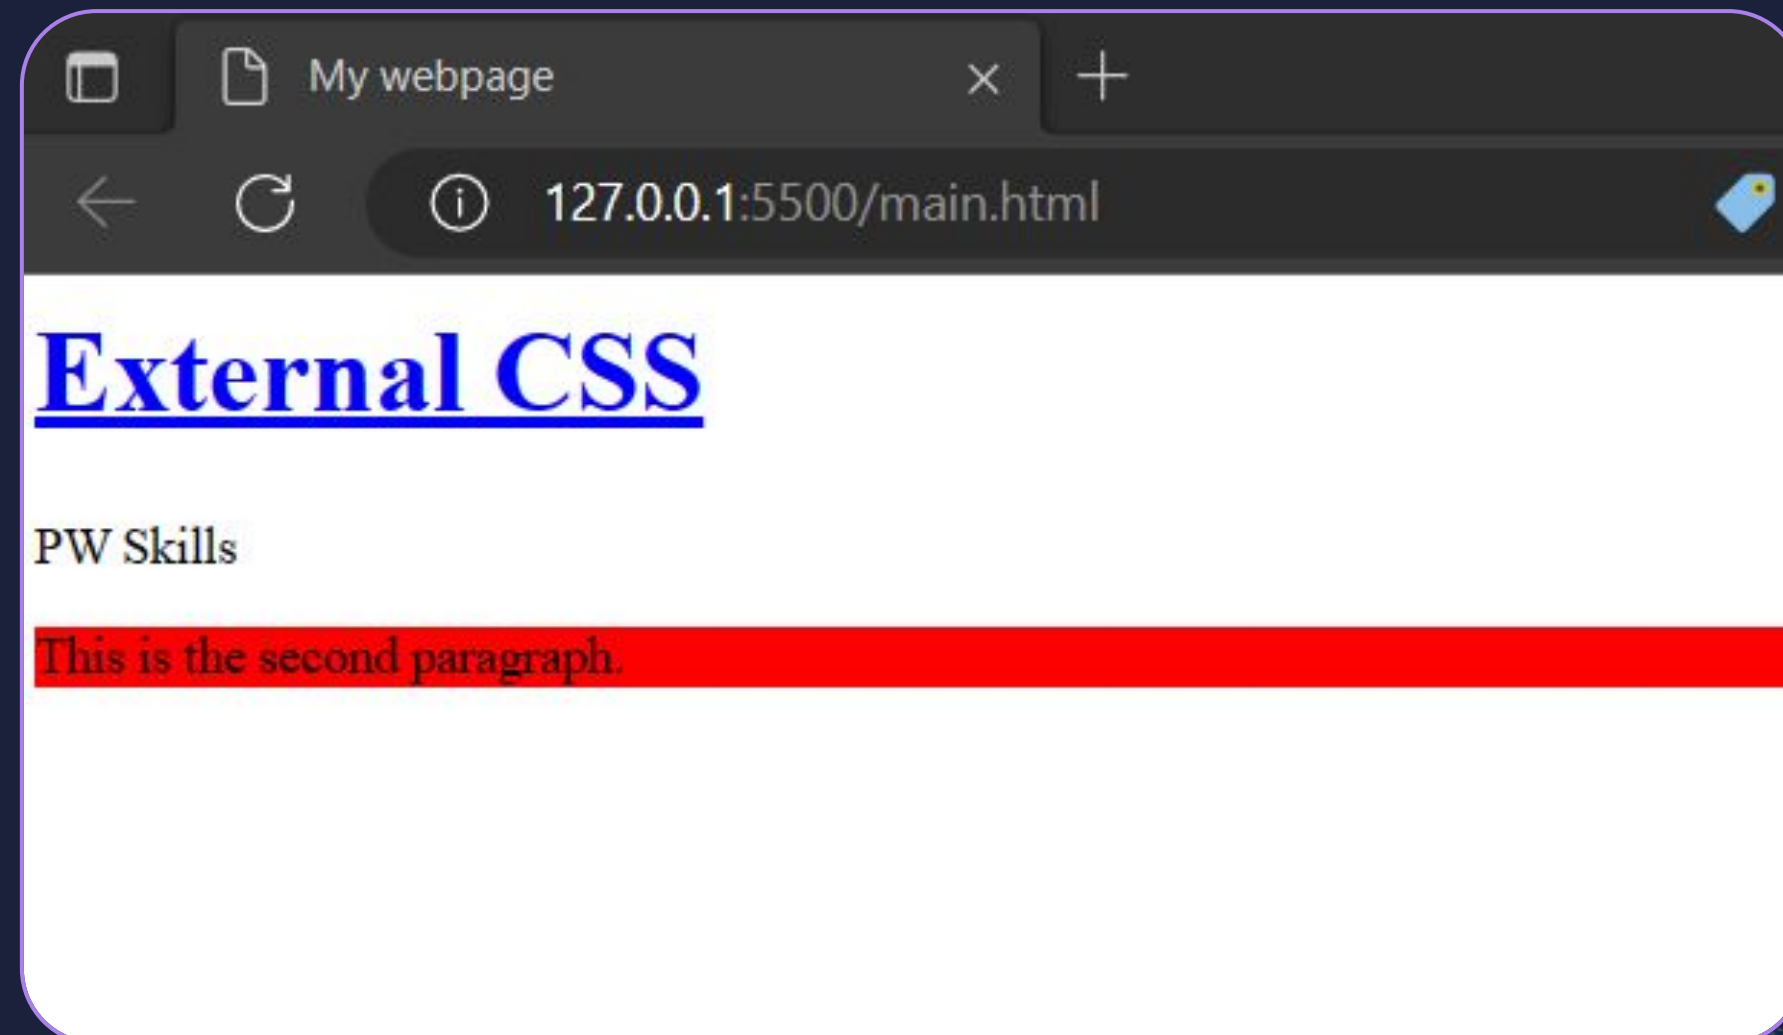 My webpage
127.0.0.1:5500/main.html
External CSS
PW Skills
This is the second paragraph.